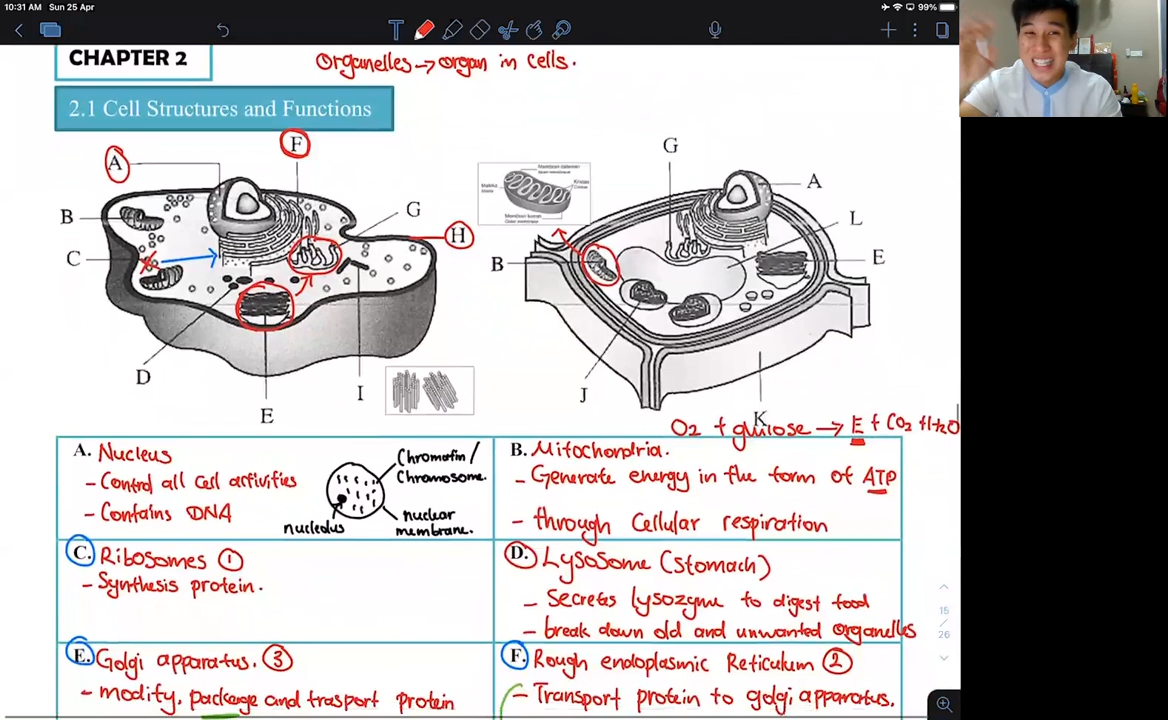 10:31 AM Sun 25 Apr
99%
CHAPTER 2
Organelles → organ in cells.
2.1 Cell Structures and Functions
A
F
G
B
G
H
C
A
L
B
E
D
I
E
J
K
O2 + glulose → E + CO2 + H2O
A. Nucleus
- Control all cell activities
- Contains DNA
Chromatin /
Chromosome.
nucleolus
nuclear
membrane.
B. Mitochondria.
- Generate energy in the form of ATP
- through Cellular respiration
C. Ribosomes 1
- Synthesis protein.
D. Lysosome (Stomach)
- Secretes lysozyme to digest food
- break down old and unwanted organelles
15
/
26
E. Golgi apparatus. 3
- modify, package and trasport protein
F. Rough endoplasmic Reticulum 2
- Transport protein to golgi apparatus.